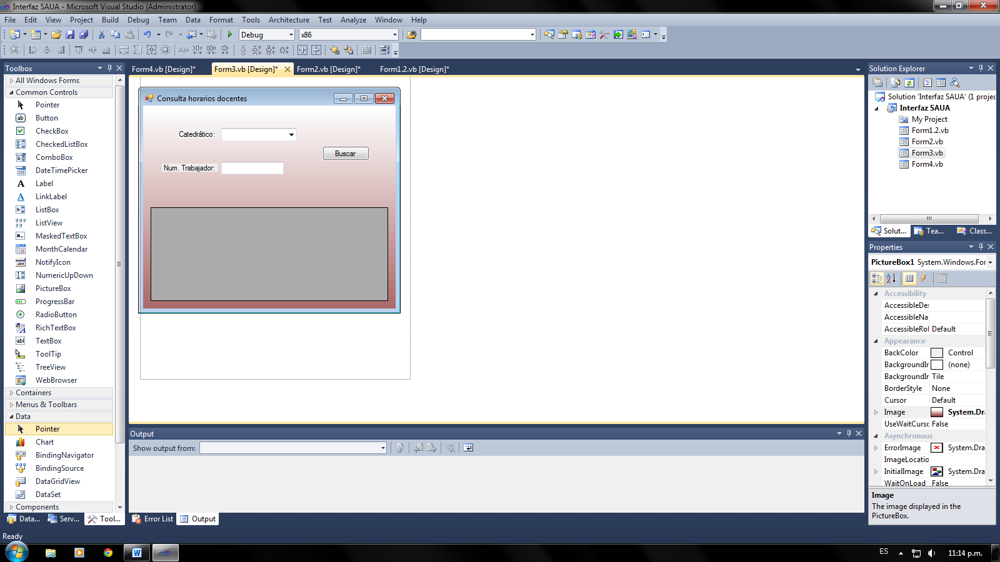 Interfaz SAUA - Microsoft Visual Studio (Administrator)
File Edit View Project Build Debug Team Data Format Tools Architecture Test Analyze Window Help
Debug x86
Toolbox
All Windows Forms
Common Controls
Pointer
Button
CheckBox
CheckedListBox
ComboBox
DateTimePicker
Label
LinkLabel
ListBox
ListView
MaskedTextBox
MonthCalendar
NotifyIcon
NumericUpDown
PictureBox
ProgressBar
RadioButton
RichTextBox
TextBox
ToolTip
TreeView
WebBrowser
Containers
Menus & Toolbars
Data
Pointer
Chart
BindingNavigator
BindingSource
DataGridView
DataSet
Components
Data... Serv... Tool...
Form4.vb [Design]* Form3.vb [Design]* Form2.vb [Design]* Form1.2.vb [Design]*
Consulta horarios docentes
Catedrático:
Buscar
Num. Trabajador:
Output
Show output from:
Error List Output
Solution Explorer
Solution 'Interfaz SAUA' (1 projec
Interfaz SAUA
My Project
Form1.2.vb
Form2.vb
Form3.vb
Form4.vb
Solut... Tea... Class...
Properties
PictureBox1 System.Windows.For
Accessibility
AccessibleDes
AccessibleNa
AccessibleRol Default
Appearance
BackColor Control
BackgroundIr (none)
BackgroundIr Tile
BorderStyle None
Cursor Default
Image System.Dra
UseWaitCurso False
Asynchronous
ErrorImage System.Dra
ImageLocatio
InitialImage System.Dra
WaitOnLoad False
Image
The image displayed in the
PictureBox.
Ready
ES 11:14 p.m.